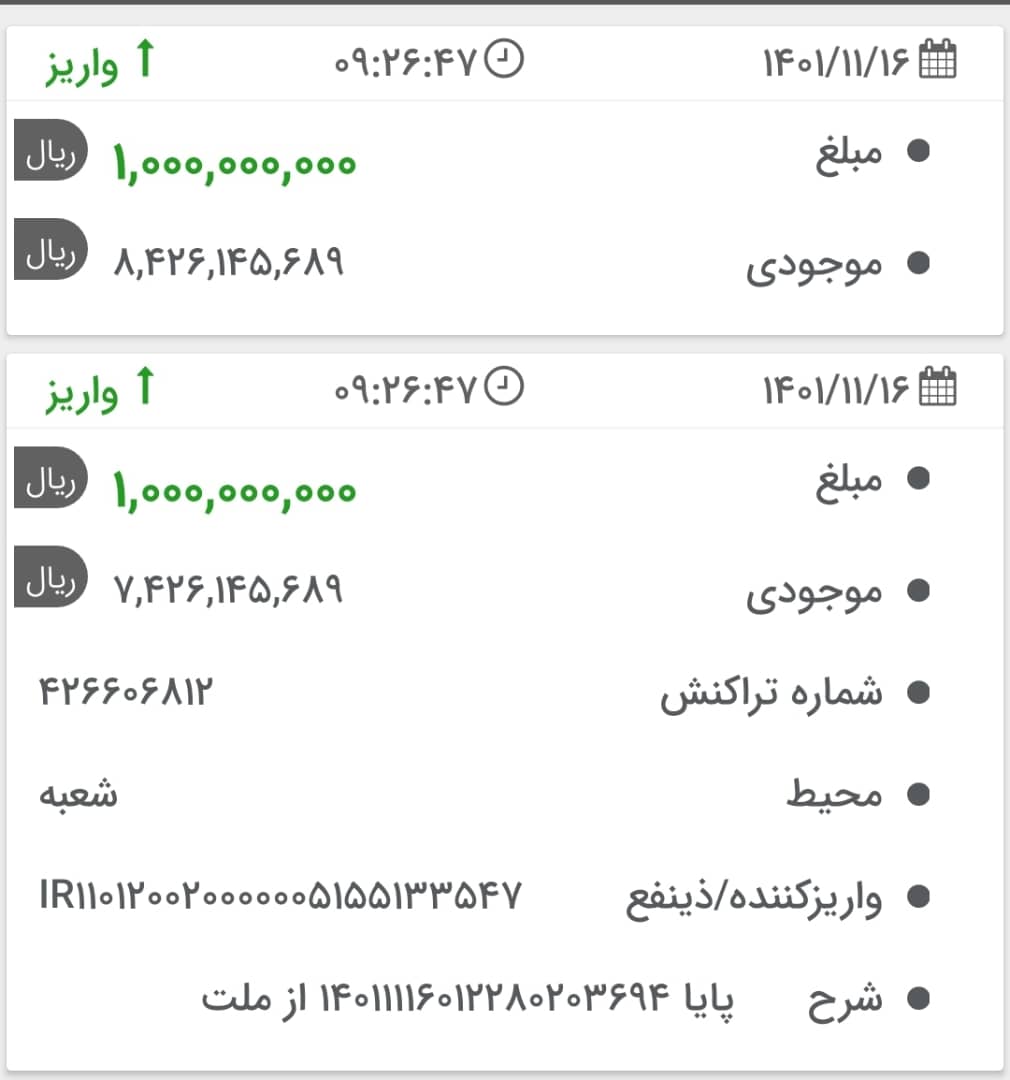 ۱۴۰۱/۱۱/۱۶ ۰۹:۲۶:۴۷ واریز
مبلغ ۱,۰۰۰,۰۰۰,۰۰۰ ریال
موجودی ۸,۴۲۶,۱۴۵,۶۸۹ ریال
۱۴۰۱/۱۱/۱۶ ۰۹:۲۶:۴۷ واریز
مبلغ ۱,۰۰۰,۰۰۰,۰۰۰ ریال
موجودی ۷,۴۲۶,۱۴۵,۶۸۹ ریال
شماره تراکنش ۴۲۶۶۰۶۸۱۲
محیط شعبه
واریزکننده/ذینفع IR۱۱۰۱۲۰۰۲۰۰۰۰۰۰۵۱۵۵۱۳۳۵۴۷
شرح پایا ۱۴۰۱۱۱۱۶۰۱۲۲۸۰۲۰۳۶۹۴ از ملت